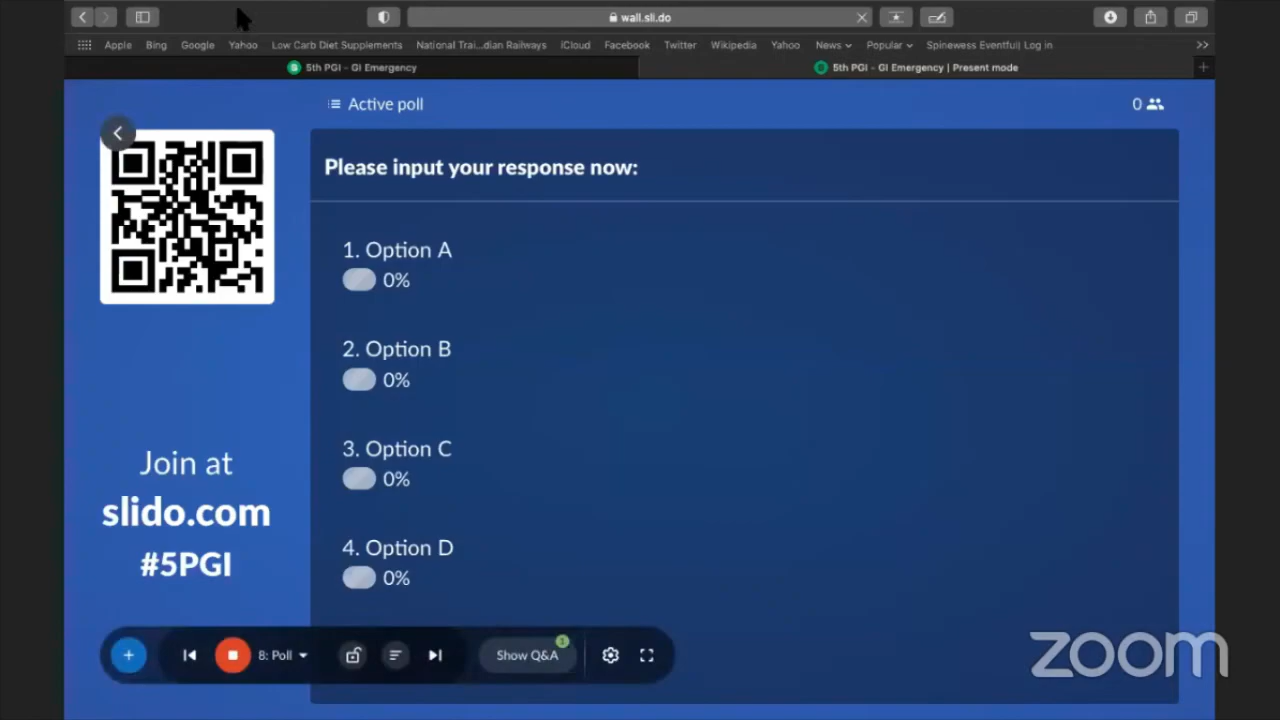 wall.sli.do
Apple Bing Google Yahoo Low Carb Diet Supplements National Trai...dian Railways iCloud Facebook Twitter Wikipedia Yahoo News Popular Spinewess Eventful| Log in >>
S 5th PGI - GI Emergency
5th PGI - GI Emergency | Present mode +
Active poll
0
Please input your response now:
1. Option A
0%
2. Option B
0%
3. Option C
0%
4. Option D
0%
Join at
slido.com
#5PGI
+ 8: Poll Show Q&A 1
zoom